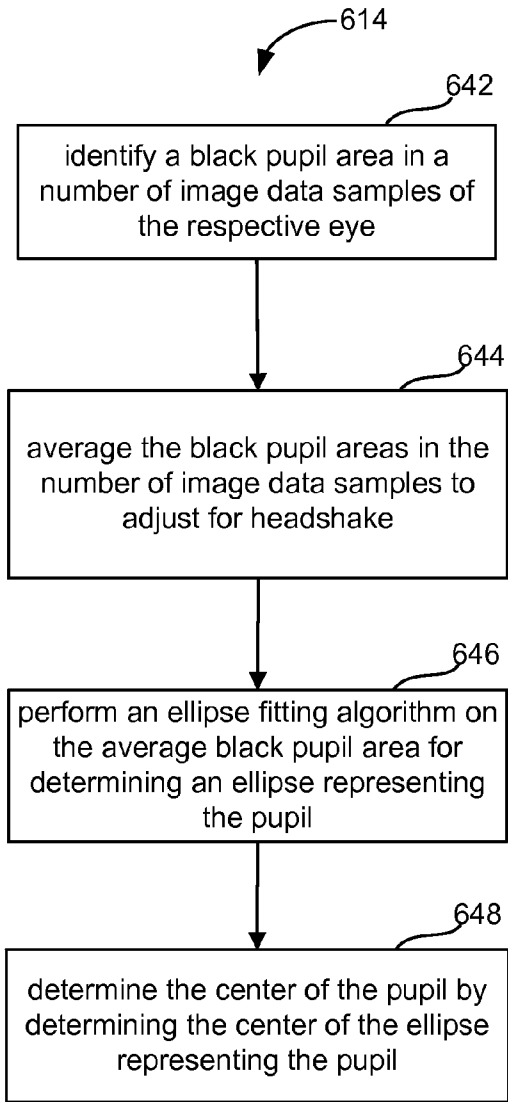 614
642
identify a black pupil area in a
number of image data samples of
the respective eye
644
average the black pupil areas in the
number of image data samples to
adjust for headshake
646
perform an ellipse fitting algorithm on
the average black pupil area for
determining an ellipse representing
the pupil
648
determine the center of the pupil by
determining the center of the ellipse
representing the pupil